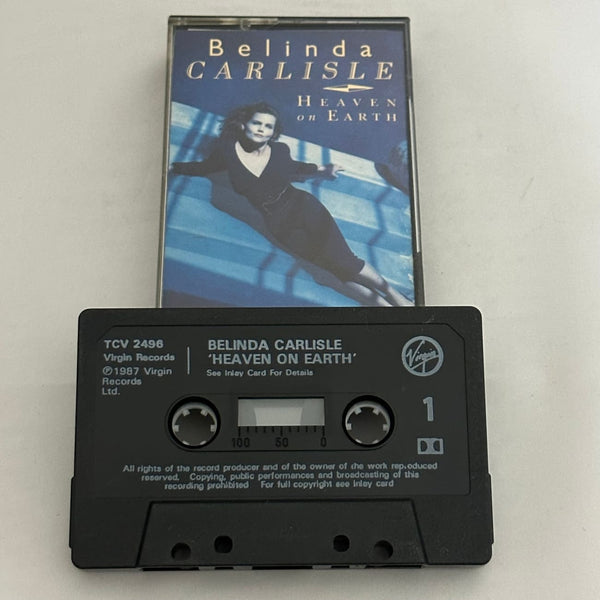 Belinda
CARLISLE
HEAVEN
on EARTH
TCV 2496
Virgin Records
℗1987 Virgin
Records
Ltd.
BELINDA CARLISLE
'HEAVEN ON EARTH'
See Inlay Card For Details
Virgin
1
100 50 0
All rights of the record producer and of the owner of the work reproduced
reserved. Copying, public performances and broadcasting of this
recording prohibited For full copyright see inlay card